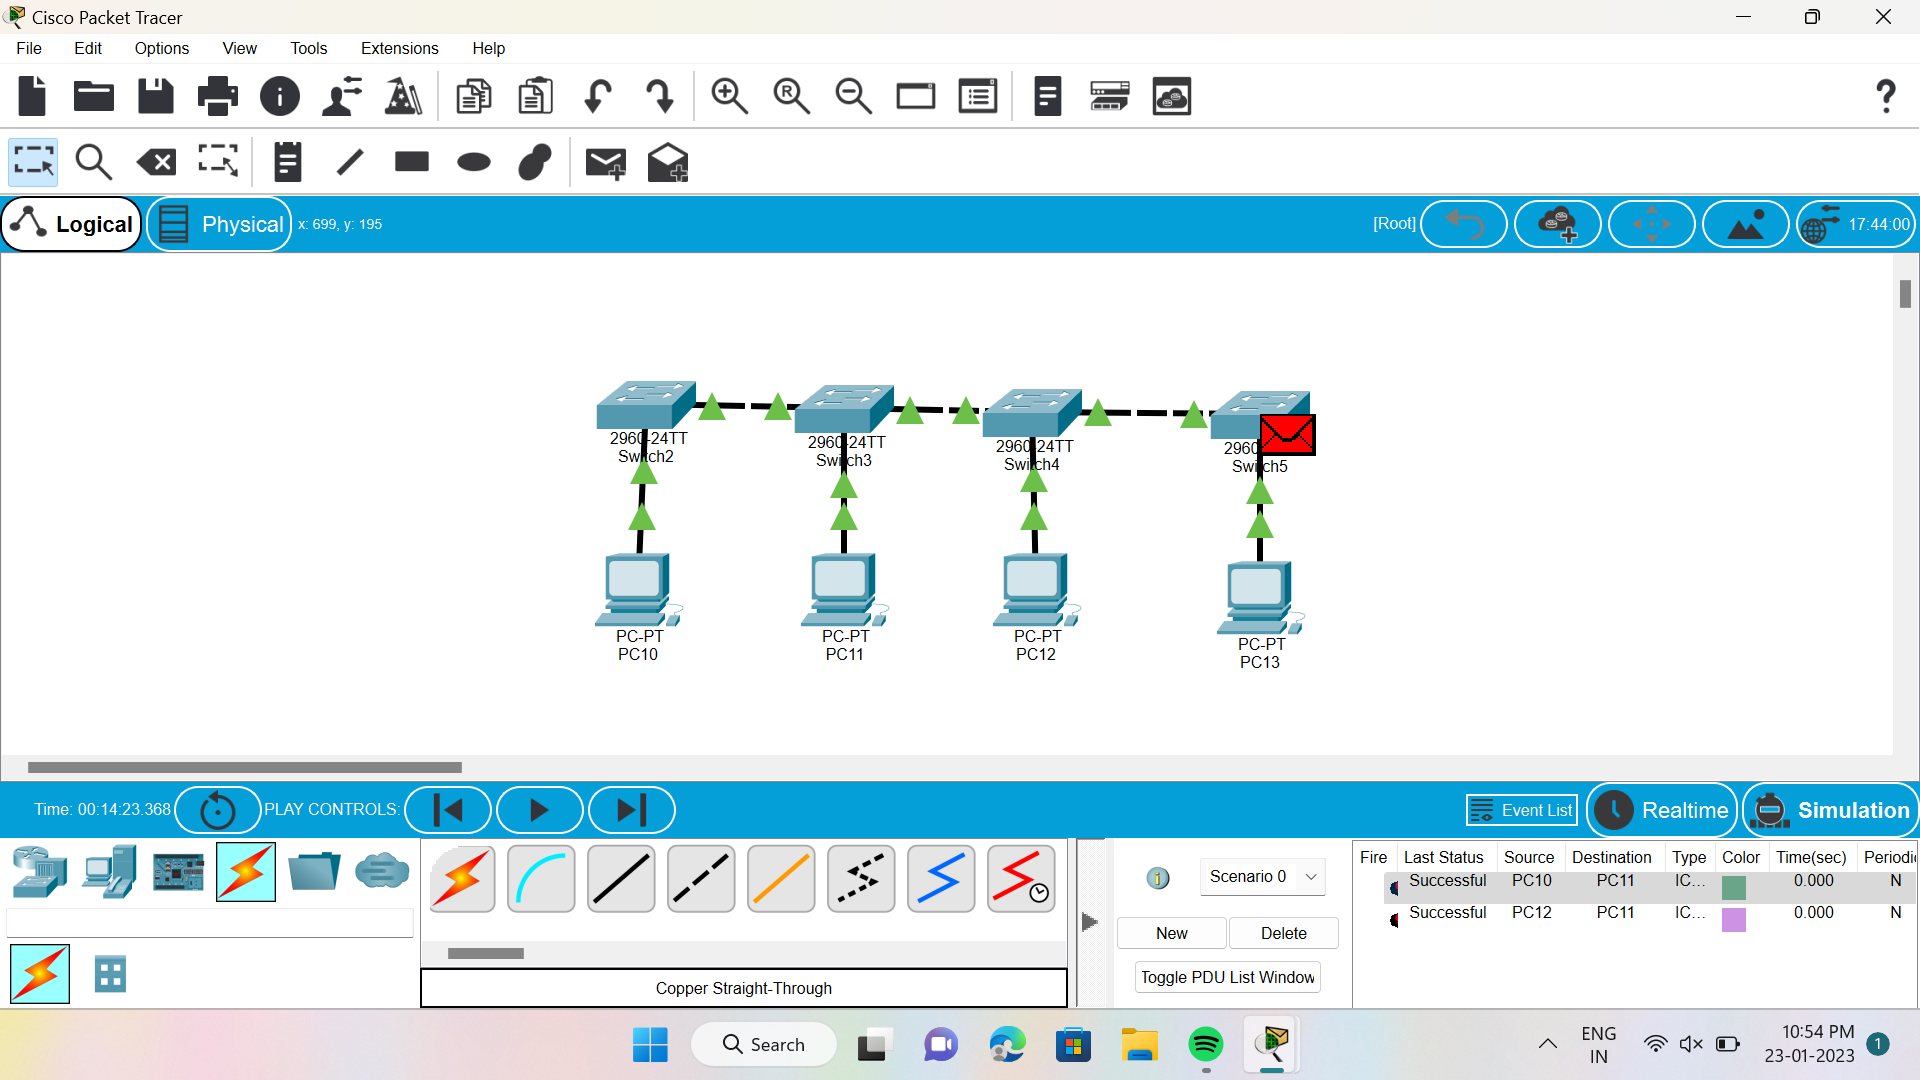 Cisco Packet Tracer
File Edit Options View Tools Extensions Help
Logical Physical x: 699, y: 195 [Root] 17:44:00
2960-24TT
Switch2
2960-24TT
Switch3
2960-24TT
Switch4
2960
Switch5
PC-PT
PC10
PC-PT
PC11
PC-PT
PC12
PC-PT
PC13
Time: 00:14:23.368 PLAY CONTROLS: Event List Realtime Simulation
Scenario 0
New Delete
Toggle PDU List Window
Copper Straight-Through
Fire Last Status Source Destination Type Color Time(sec) Periodic
Successful PC10 PC11 IC... 0.000 N
Successful PC12 PC11 IC... 0.000 N
Search
ENG
IN
10:54 PM
23-01-2023
1